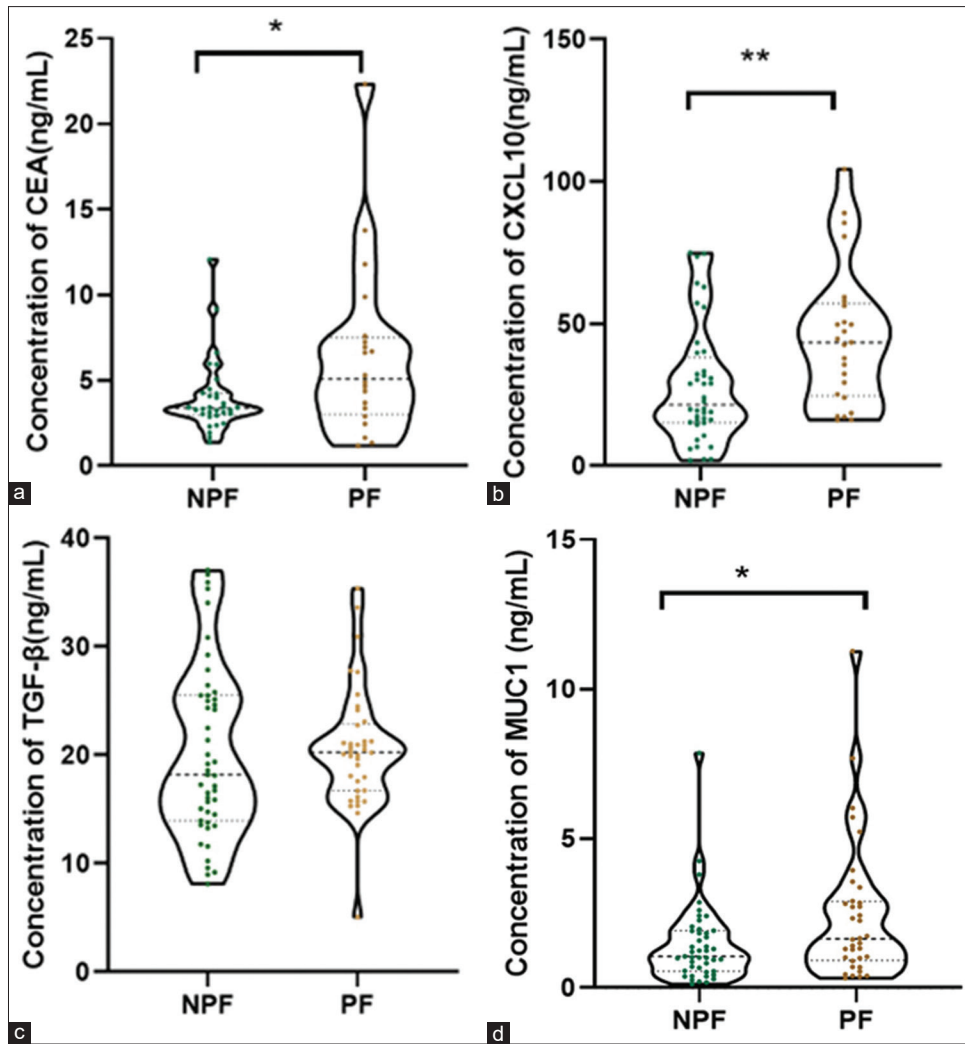 Concentration of CEA(ng/mL)
25
20
15
10
5
0
*
NPF PF
a
Concentration of CXCL10(ng/mL)
150
100
50
0
**
NPF PF
b
Concentration of TGF-β(ng/mL)
40
30
20
10
0
NPF PF
c
Concentration of MUC1 (ng/mL)
15
10
5
0
*
NPF PF
d